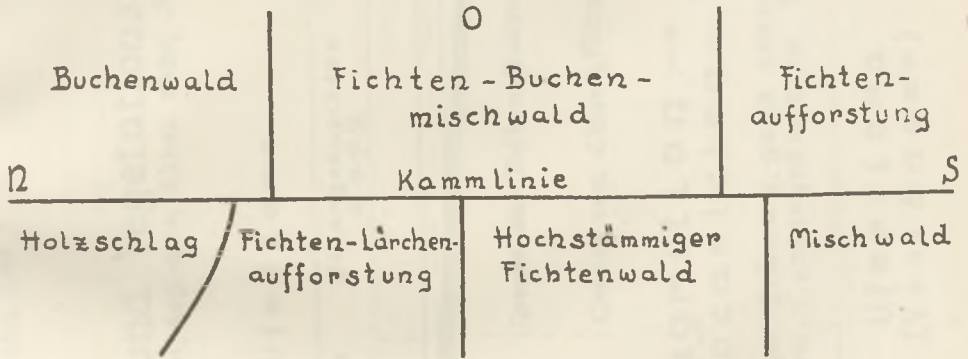 O
Buchenwald
Fichten-Buchen-
mischwald
Fichten-
aufforstung
N
Kammlinie
S
Holzschlag
Fichten-Lärchen-
aufforstung
Hochstämmiger
Fichtenwald
Mischwald